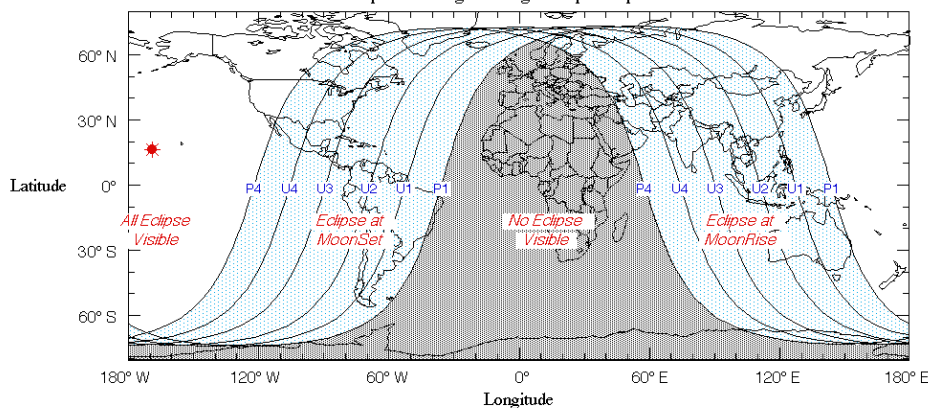 60° N
30° N
Latitude
0°
P4 U4 U3 U2 U1 P1
P4 U4 U3 U2 U1 P1
All Eclipse
Visible
Eclipse at
MoonSet
No Eclipse
Visible
Eclipse at
MoonRise
30° S
60° S
180° W
120° W
60° W
0°
60° E
120° E
180° E
Longitude